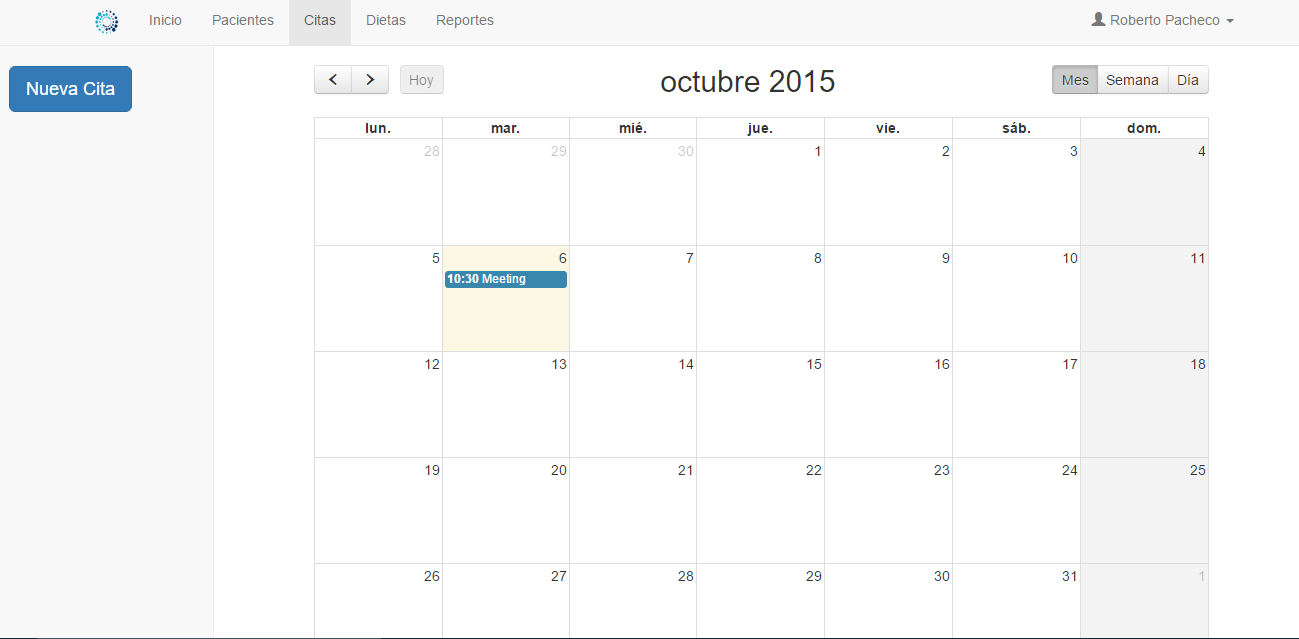 Inicio Pacientes Citas Dietas Reportes Roberto Pacheco
Nueva Cita
Hoy octubre 2015 Mes Semana Día
lun. mar. mié. jue. vie. sáb. dom.
28 29 30 1 2 3 4
5 6 7 8 9 10 11
10:30 Meeting
12 13 14 15 16 17 18
19 20 21 22 23 24 25
26 27 28 29 30 31 1